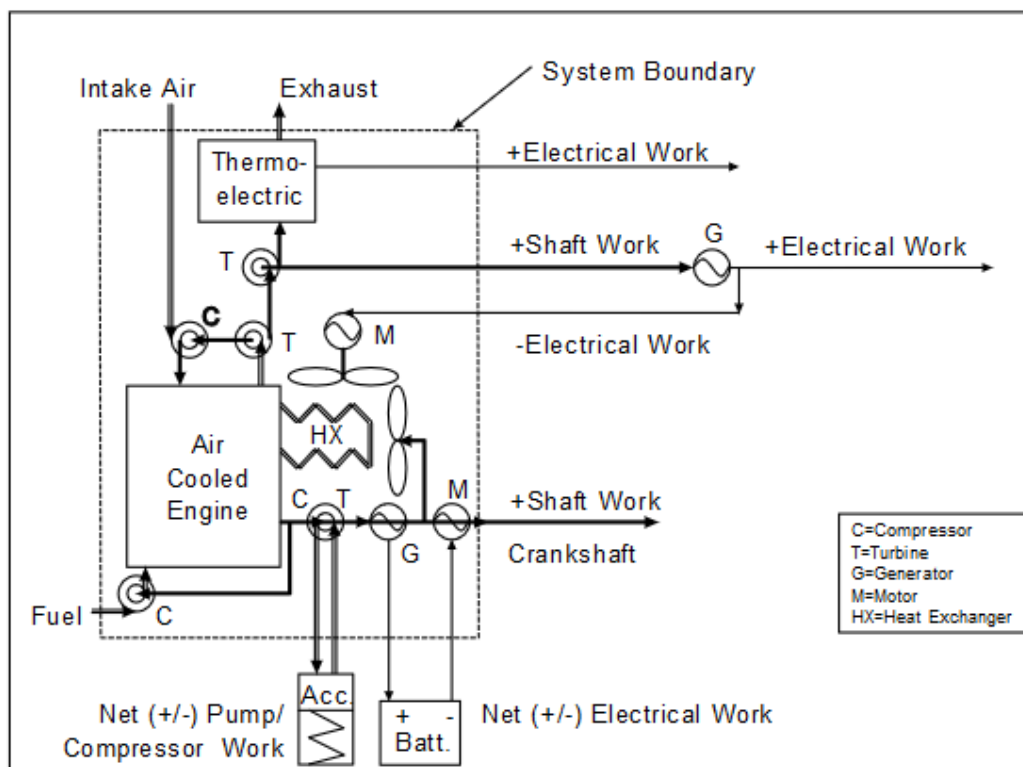 System Boundary
Intake Air
Exhaust
Thermo-
electric
+Electrical Work
T
+Shaft Work
G
+Electrical Work
C
T
M
-Electrical Work
HX
Air
Cooled
Engine
C
T
G
M
+Shaft Work
Crankshaft
Fuel
C
C=Compressor
T=Turbine
G=Generator
M=Motor
HX=Heat Exchanger
Acc.
Net (+/-) Pump/
Compressor Work
+ -
Batt.
Net (+/-) Electrical Work